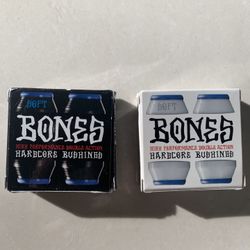 SOFT
BONES
HIGH PERFORMANCE DOUBLE ACTION
HARDCORE BUSHINGS
SOFT
BONES
HIGH PERFORMANCE DOUBLE ACTION
HARDCORE BUSHINGS